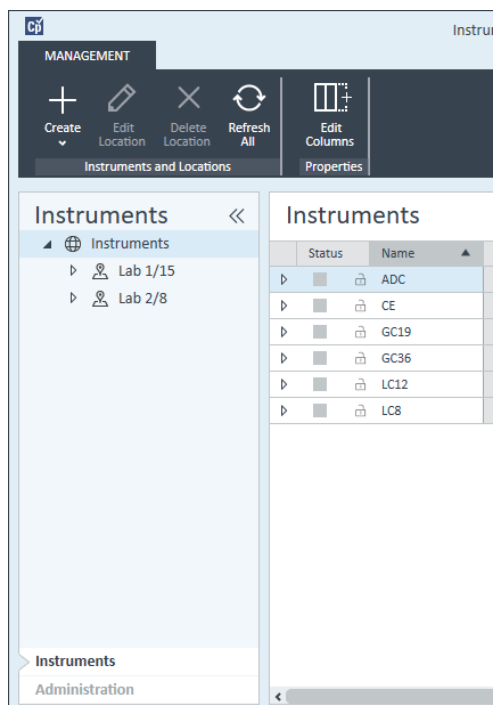 Cp
Instru
MANAGEMENT
Create
Edit Location
Delete Location
Refresh All
Edit Columns
Instruments and Locations
Properties
Instruments
Instruments
Lab 1/15
Lab 2/8
Instruments
Administration
Instruments
Status Name
ADC
CE
GC19
GC36
LC12
LC8